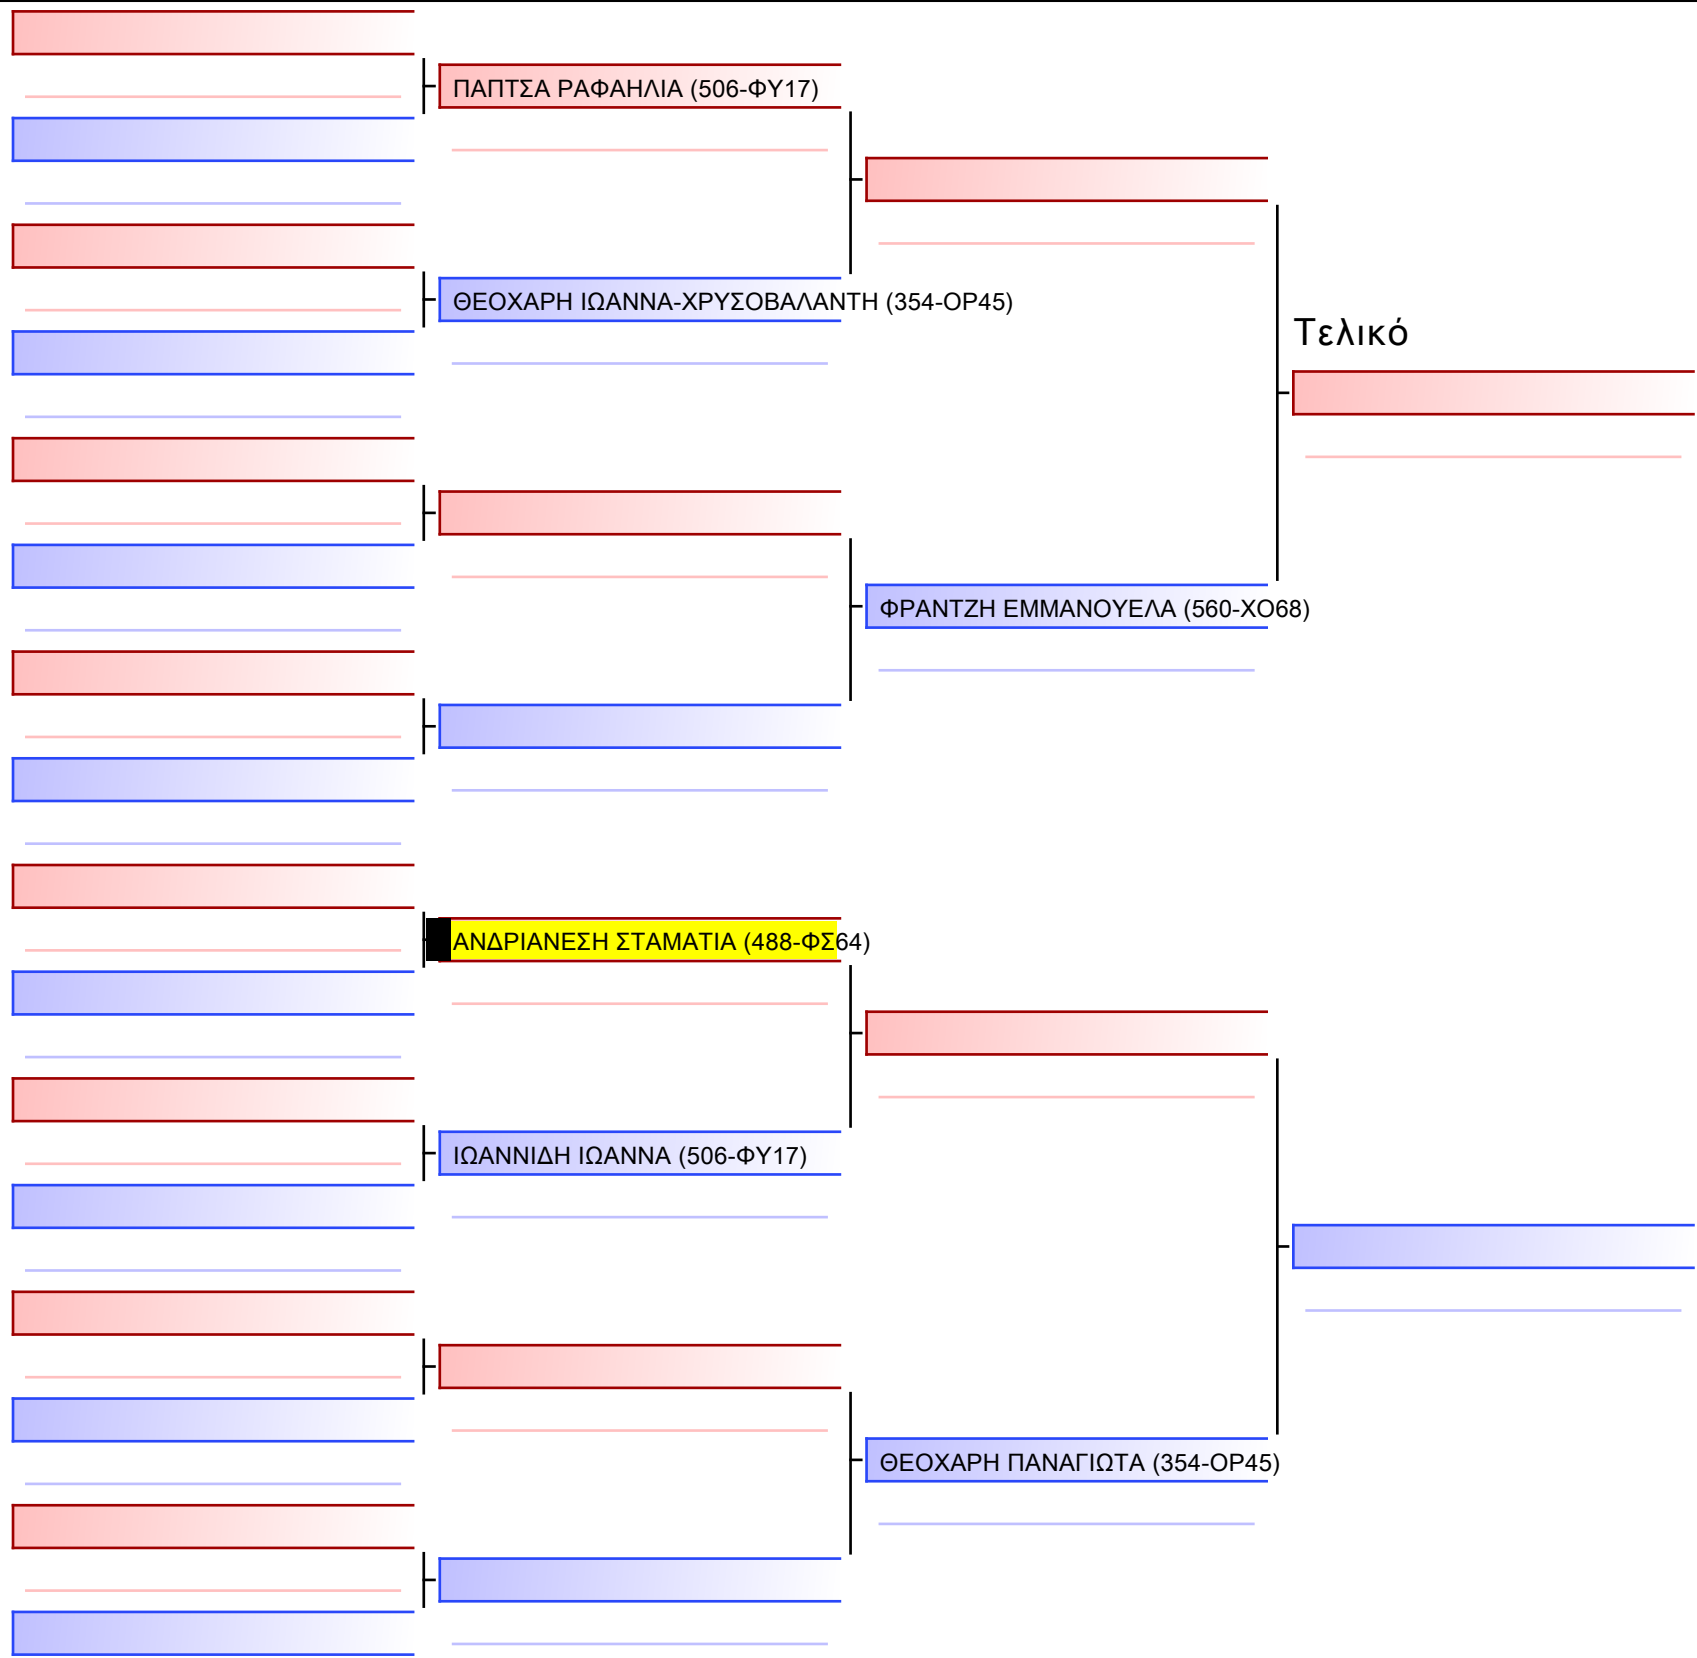 ΠΑΠΤΣΑ ΡΑΦΑΗΛΙΑ (506-ΦΥ17)
ΘΕΟΧΑΡΗ ΙΩΑΝΝΑ-ΧΡΥΣΟΒΑΛΑΝΤΗ (354-ΟΡ45)
Τελικό
ΦΡΑΝΤΖΗ ΕΜΜΑΝΟΥΕΛΑ (560-ΧΟ68)
ΑΝΔΡΙΑΝΕΣΗ ΣΤΑΜΑΤΙΑ (488-ΦΣ64)
ΙΩΑΝΝΙΔΗ ΙΩΑΝΝΑ (506-ΦΥ17)
ΘΕΟΧΑΡΗ ΠΑΝΑΓΙΩΤΑ (354-ΟΡ45)